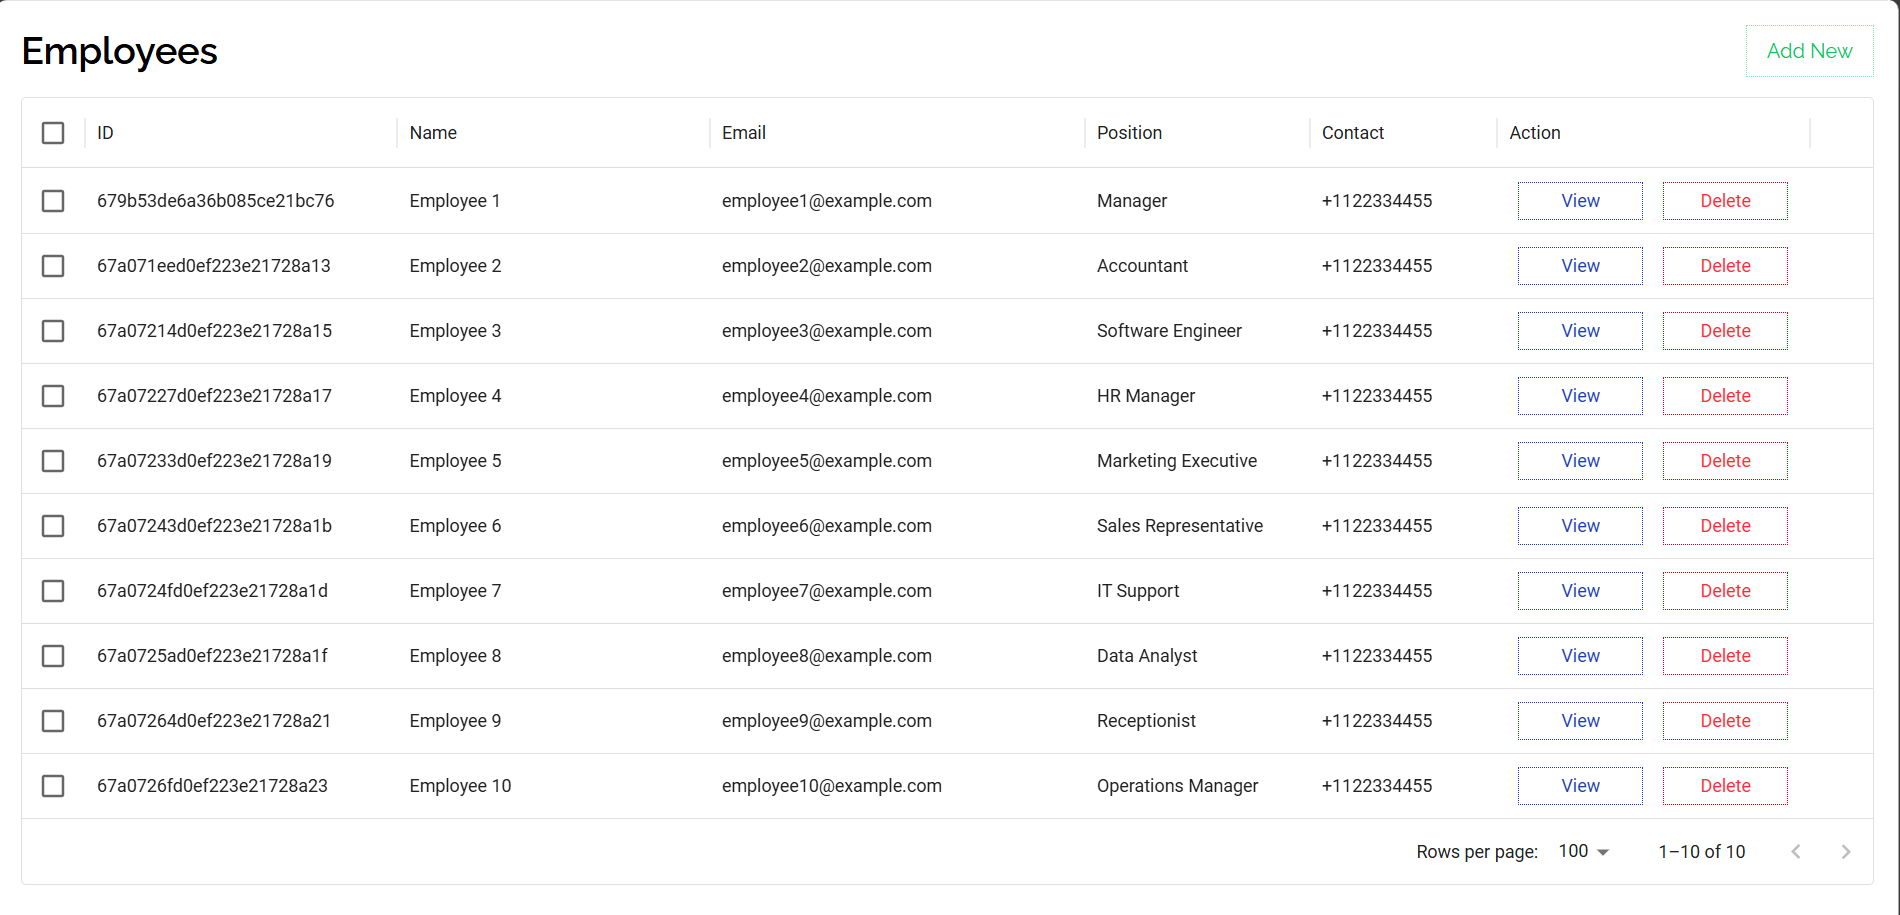 Employees Add New
ID Name Email Position Contact Action
679b53de6a36b085ce21bc76 Employee 1 employee1@example.com Manager +1122334455 View Delete
67a071eed0ef223e21728a13 Employee 2 employee2@example.com Accountant +1122334455 View Delete
67a07214d0ef223e21728a15 Employee 3 employee3@example.com Software Engineer +1122334455 View Delete
67a07227d0ef223e21728a17 Employee 4 employee4@example.com HR Manager +1122334455 View Delete
67a07233d0ef223e21728a19 Employee 5 employee5@example.com Marketing Executive +1122334455 View Delete
67a07243d0ef223e21728a1b Employee 6 employee6@example.com Sales Representative +1122334455 View Delete
67a0724fd0ef223e21728a1d Employee 7 employee7@example.com IT Support +1122334455 View Delete
67a0725ad0ef223e21728a1f Employee 8 employee8@example.com Data Analyst +1122334455 View Delete
67a07264d0ef223e21728a21 Employee 9 employee9@example.com Receptionist +1122334455 View Delete
67a0726fd0ef223e21728a23 Employee 10 employee10@example.com Operations Manager +1122334455 View Delete
Rows per page: 100 1–10 of 10